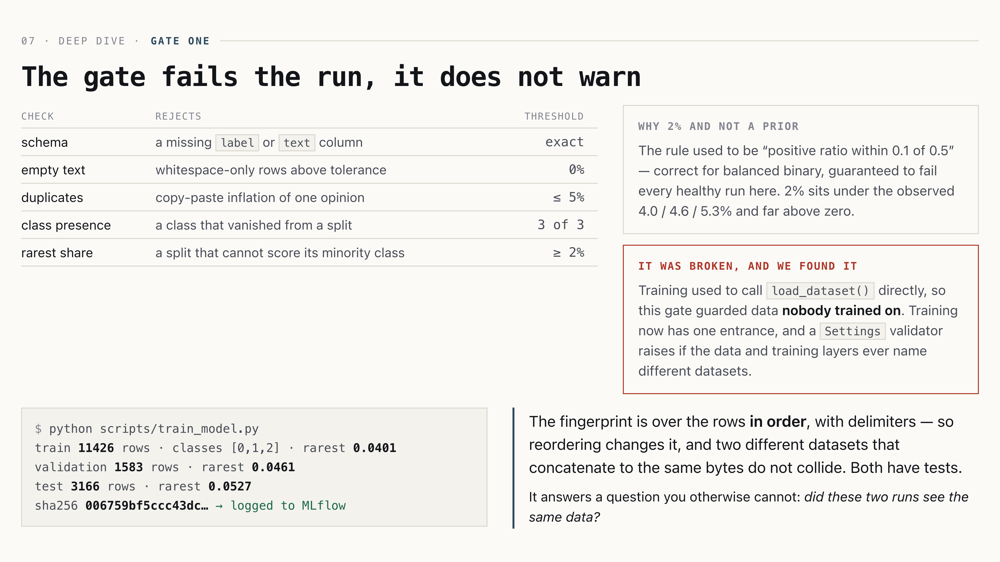 07 · DEEP DIVE · GATE ONE
The gate fails the run, it does not warn
CHECK REJECTS THRESHOLD
schema a missing label or text column exact
empty text whitespace-only rows above tolerance 0%
duplicates copy-paste inflation of one opinion ≤ 5%
class presence a class that vanished from a split 3 of 3
rarest share a split that cannot score its minority class ≥ 2%
WHY 2% AND NOT A PRIOR
The rule used to be “positive ratio within 0.1 of 0.5”
— correct for balanced binary, guaranteed to fail
every healthy run here. 2% sits under the observed
4.0 / 4.6 / 5.3% and far above zero.
IT WAS BROKEN, AND WE FOUND IT
Training used to call load_dataset() directly, so
this gate guarded data nobody trained on. Training
now has one entrance, and a Settings validator
raises if the data and training layers ever name
different datasets.
$ python scripts/train_model.py
train 11426 rows · classes [0,1,2] · rarest 0.0401
validation 1583 rows · rarest 0.0461
test 3166 rows · rarest 0.0527
sha256 006759bf5ccc43dc… → logged to MLflow
The fingerprint is over the rows in order, with delimiters — so
reordering changes it, and two different datasets that
concatenate to the same bytes do not collide. Both have tests.
It answers a question you otherwise cannot: did these two runs see the
same data?